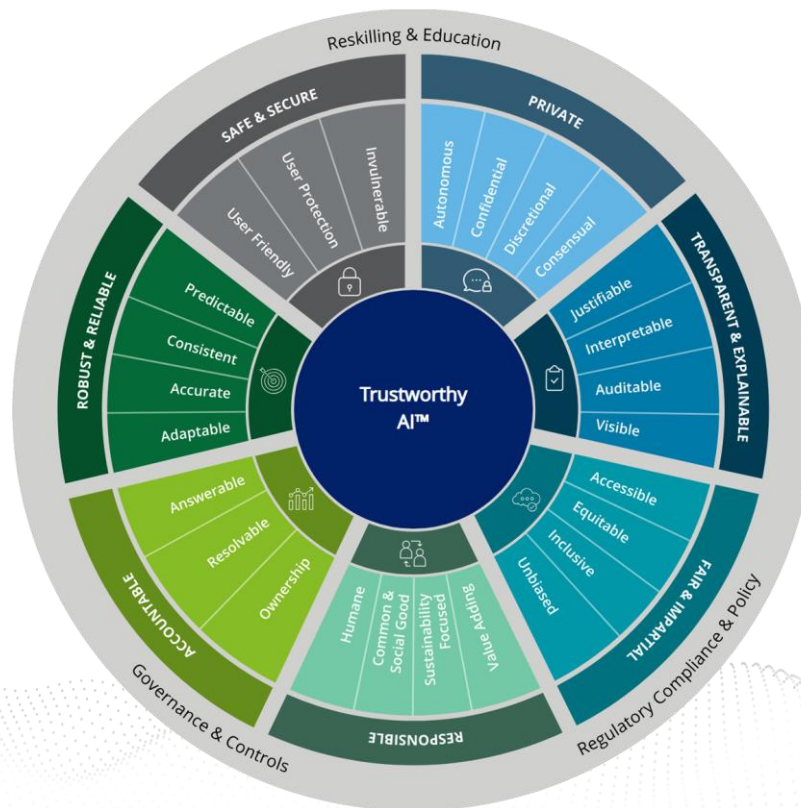 Reskilling & Education
SAFE & SECURE
User Friendly
User Protection
Invulnerable
PRIVATE
Autonomous
Confidential
Discretional
Consensual
TRANSPARENT & EXPLAINABLE
Justifiable
Interpretable
Auditable
Visible
FAIR & IMPARTIAL
Accessible
Equitable
Inclusive
Unbiased
Regulatory Compliance & Policy
RESPONSIBLE
Humane
Common &
Social Good
Sustainability
Focused
Value Adding
Governance & Controls
ACCOUNTABLE
Answerable
Resolvable
Ownership
ROBUST & RELIABLE
Predictable
Consistent
Accurate
Adaptable
Trustworthy
AI™